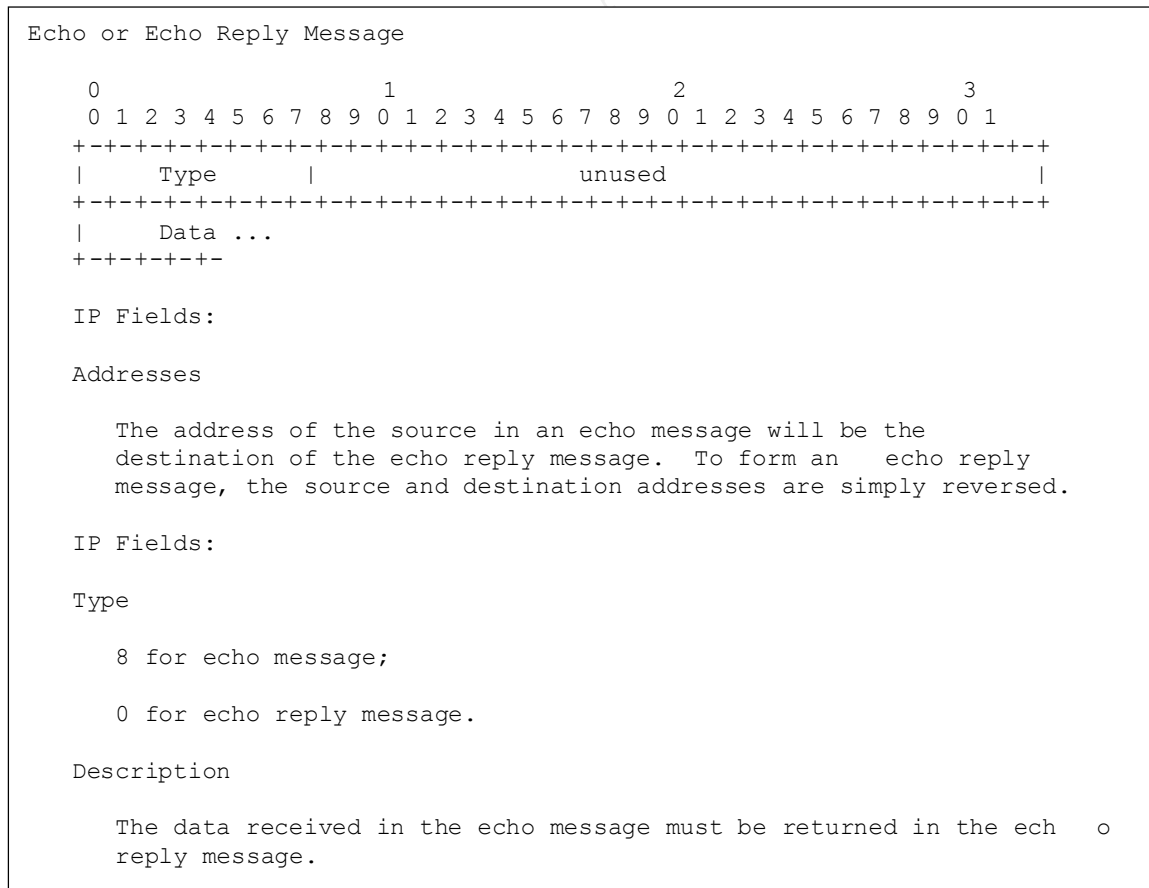 Echo or Echo Reply Message
0 1 2 3
0 1 2 3 4 5 6 7 8 9 0 1 2 3 4 5 6 7 8 9 0 1 2 3 4 5 6 7 8 9 0 1
+-+-+-+-+-+-+-+-+-+-+-+-+-+-+-+-+-+-+-+-+-+-+-+-+-+-+-+-+-+-+-+-+
| Type | unused |
+-+-+-+-+-+-+-+-+-+-+-+-+-+-+-+-+-+-+-+-+-+-+-+-+-+-+-+-+-+-+-+-+
| Data ...
+-+-+-+-+-
IP Fields:
Addresses
The address of the source in an echo message will be the
destination of the echo reply message. To form an echo reply
message, the source and destination addresses are simply reversed.
IP Fields:
Type
8 for echo message;
0 for echo reply message.
Description
The data received in the echo message must be returned in the ech o
reply message.